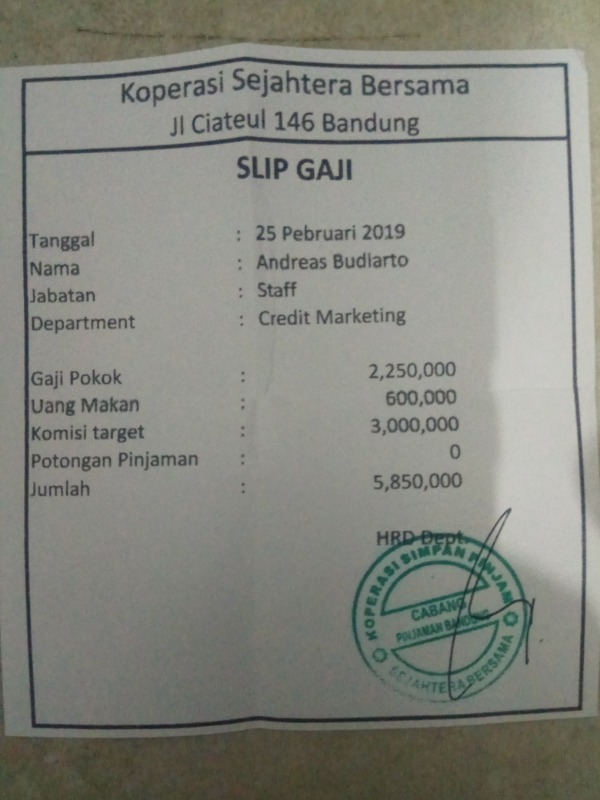 Koperasi Sejahtera Bersama
Jl Ciateul 146 Bandung
SLIP GAJI
Tanggal : 25 Pebruari 2019
Nama : Andreas Budiarto
Jabatan : Staff
Department : Credit Marketing
Gaji Pokok : 2,250,000
Uang Makan : 600,000
Komisi target : 3,000,000
Potongan Pinjaman : 0
Jumlah : 5,850,000
HRD Dept.
KOPERASI SIMPAN PINJAM
CABANG
PINJAMAN BANDUNG
SEJAHTERA BERSAMA